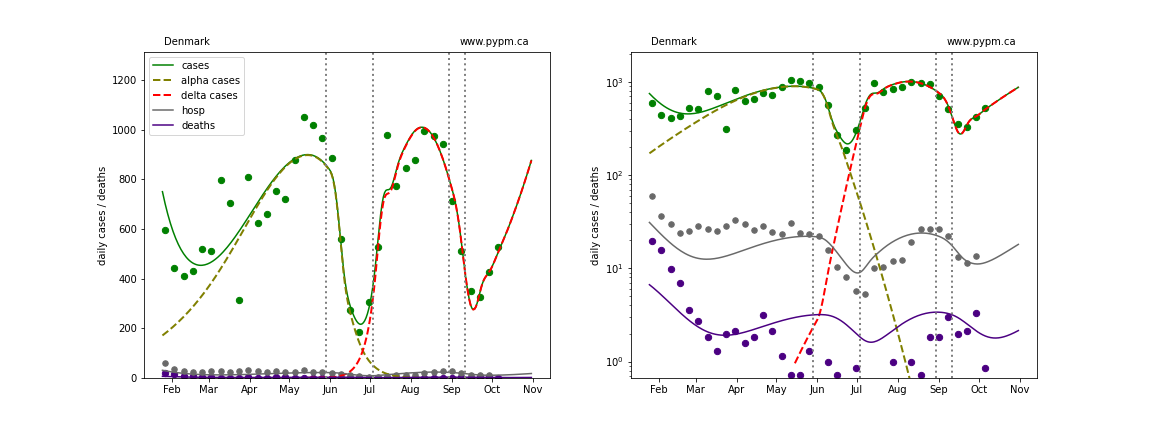 Denmark www.pypm.ca
cases
alpha cases
delta cases
hosp
deaths
daily cases / deaths
1200
1000
800
600
400
200
0
Feb Mar Apr May Jun Jul Aug Sep Oct Nov
Denmark www.pypm.ca
daily cases / deaths
10³
10²
10¹
10⁰
Feb Mar Apr May Jun Jul Aug Sep Oct Nov